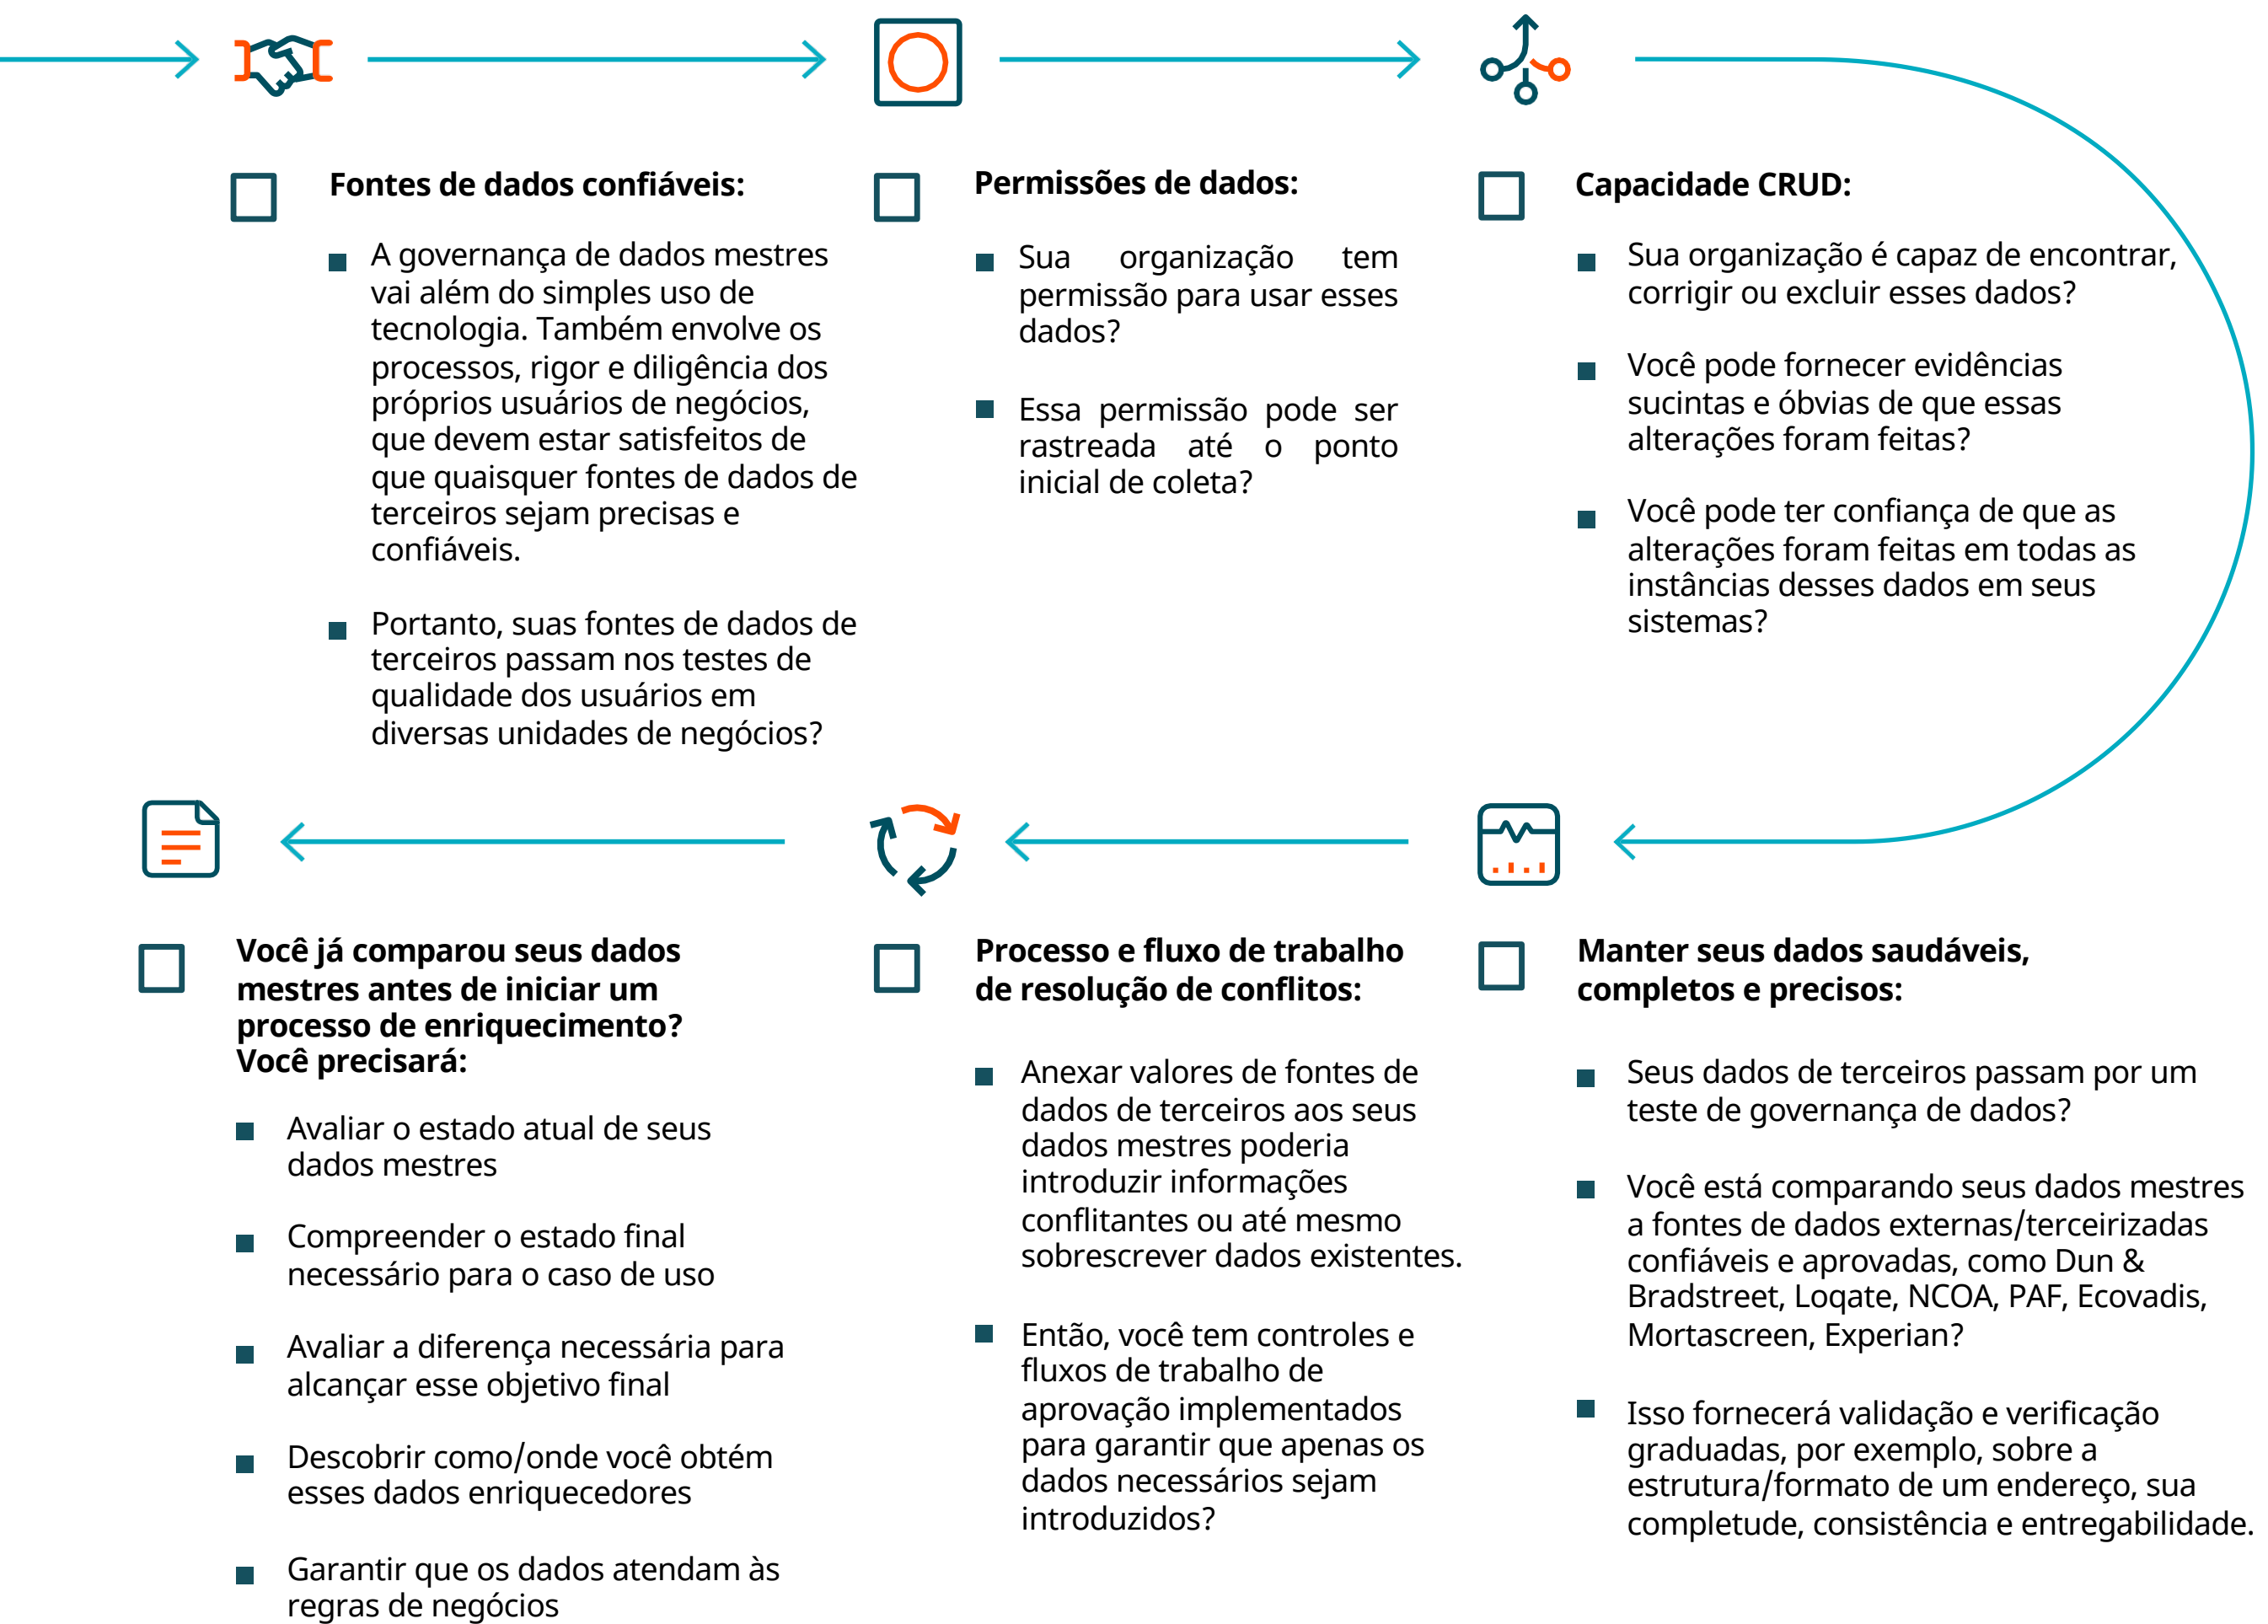 Fontes de dados confiáveis:
A governança de dados mestres
vai além do simples uso de
tecnologia. Também envolve os
processos, rigor e diligência dos
próprios usuários de negócios,
que devem estar satisfeitos de
que quaisquer fontes de dados de
terceiros sejam precisas e
confiáveis.
Portanto, suas fontes de dados de
terceiros passam nos testes de
qualidade dos usuários em
diversas unidades de negócios?
Permissões de dados:
Sua organização tem
permissão para usar esses
dados?
Essa permissão pode ser
rastreada até o ponto
inicial de coleta?
Capacidade CRUD:
Sua organização é capaz de encontrar,
corrigir ou excluir esses dados?
Você pode fornecer evidências
sucintas e óbvias de que essas
alterações foram feitas?
Você pode ter confiança de que as
alterações foram feitas em todas as
instâncias desses dados em seus
sistemas?
Manter seus dados saudáveis,
completos e precisos:
Seus dados de terceiros passam por um
teste de governança de dados?
Você está comparando seus dados mestres
a fontes de dados externas/terceirizadas
confiáveis e aprovadas, como Dun &
Bradstreet, Loqate, NCOA, PAF, Ecovadis,
Mortascreen, Experian?
Isso fornecerá validação e verificação
graduadas, por exemplo, sobre a
estrutura/formato de um endereço, sua
completude, consistência e entregabilidade.
Processo e fluxo de trabalho
de resolução de conflitos:
Anexar valores de fontes de
dados de terceiros aos seus
dados mestres poderia
introduzir informações
conflitantes ou até mesmo
sobrescrever dados existentes.
Então, você tem controles e
fluxos de trabalho de
aprovação implementados
para garantir que apenas os
dados necessários sejam
introduzidos?
Você já comparou seus dados
mestres antes de iniciar um
processo de enriquecimento?
Você precisará:
Avaliar o estado atual de seus
dados mestres
Compreender o estado final
necessário para o caso de uso
Avaliar a diferença necessária para
alcançar esse objetivo final
Descobrir como/onde você obtém
esses dados enriquecedores
Garantir que os dados atendam às
regras de negócios